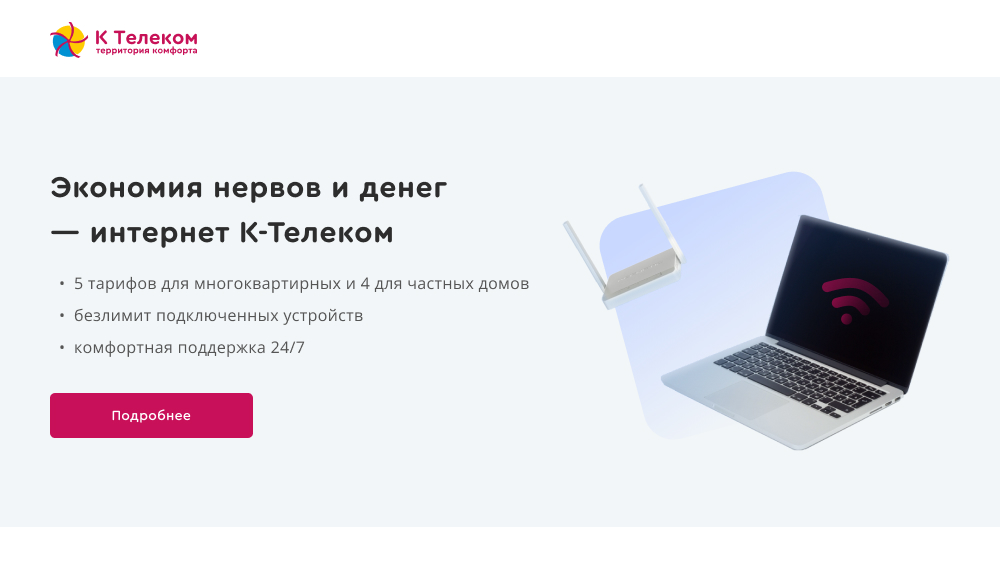 К Телеком
территория комфорта
Экономия нервов и денег
— интернет К-Телеком
• 5 тарифов для многоквартирных и 4 для частных домов
• безлимит подключенных устройств
• комфортная поддержка 24/7
Подробнее